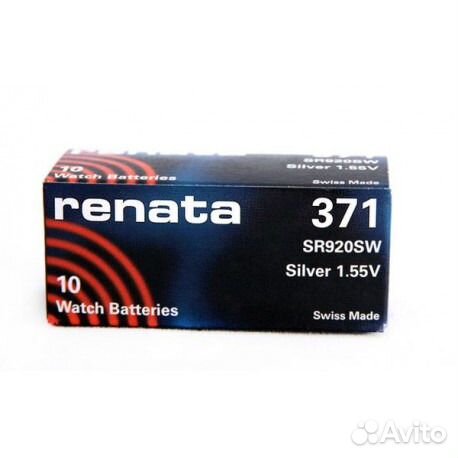 10
Watch Batteries
SR920SW
Silver 1.55V
Swiss Made
renata 371
SR920SW
Silver 1.55V
10
Watch Batteries
Swiss Made
Avito